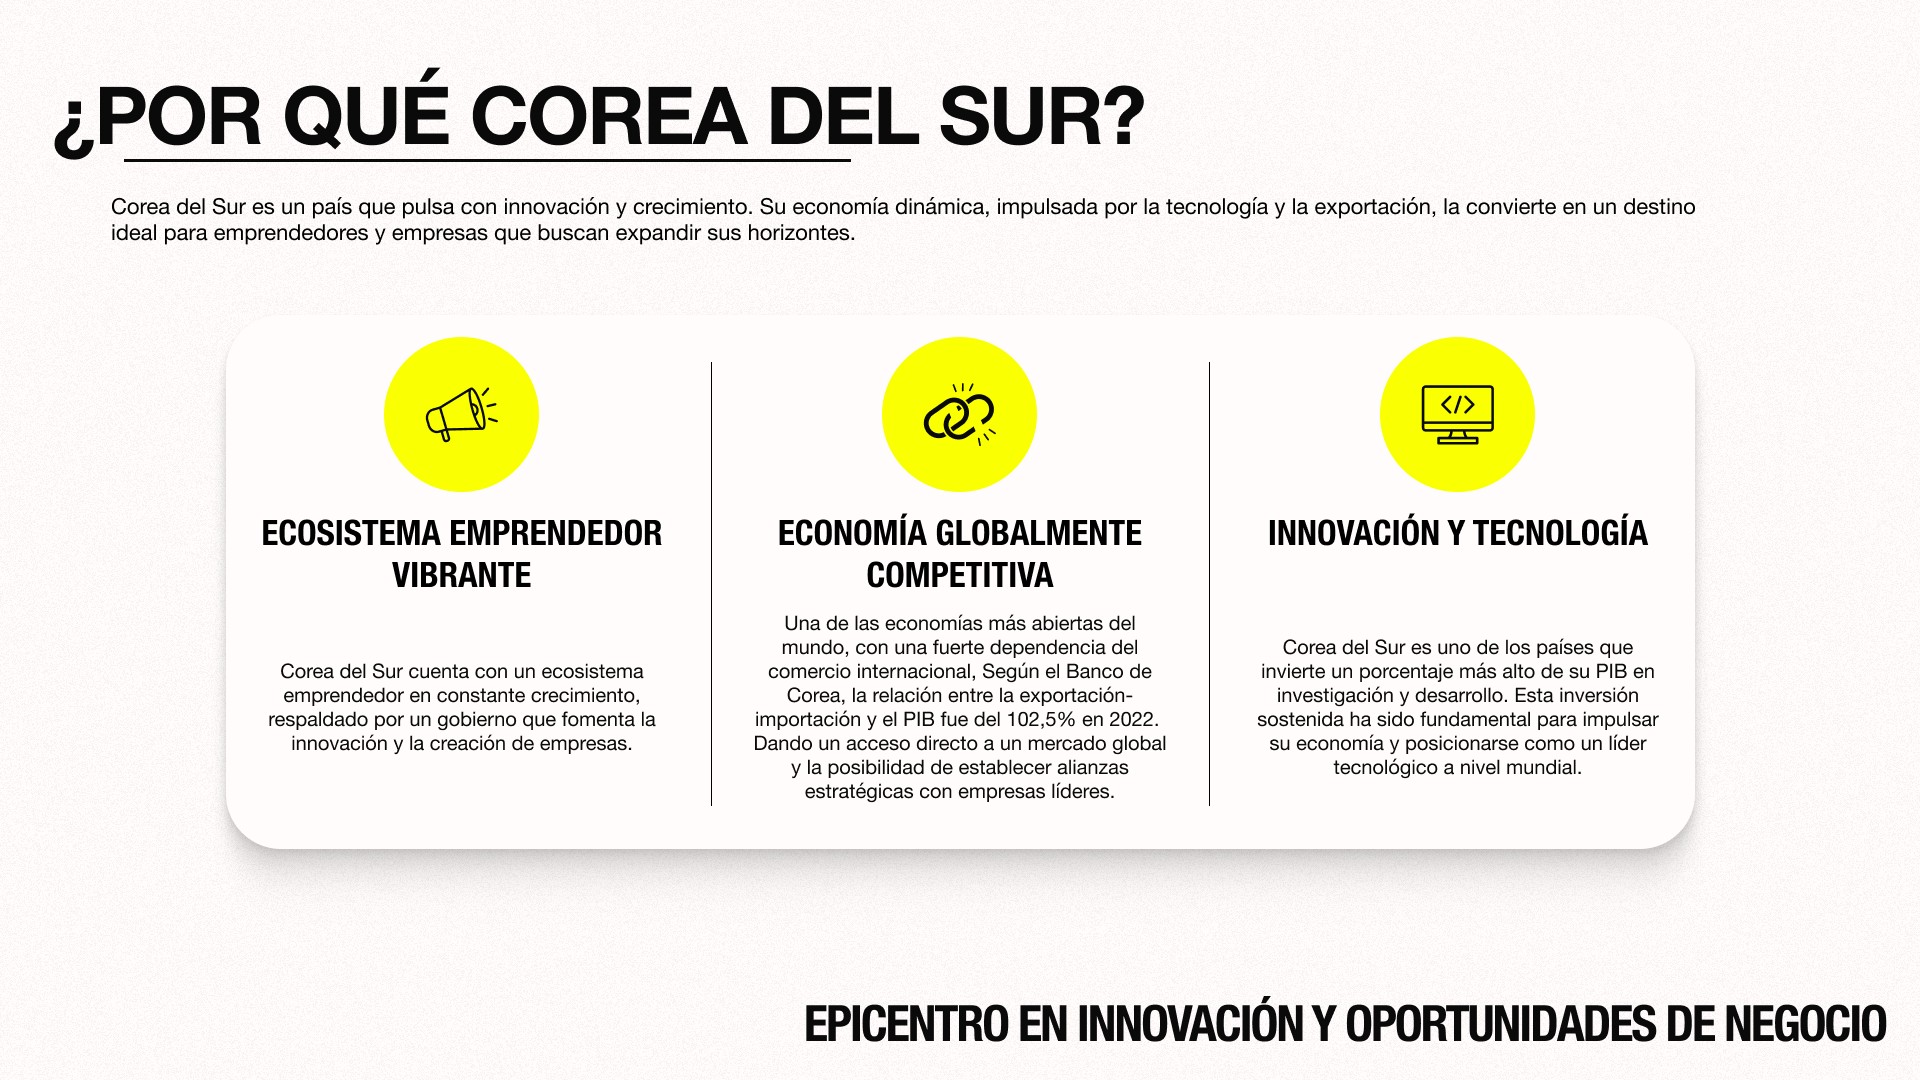 ¿POR QUÉ COREA DEL SUR?
Corea del Sur es un país que pulsa con innovación y crecimiento. Su economía dinámica, impulsada por la tecnología y la exportación, la convierte en un destino
ideal para emprendedores y empresas que buscan expandir sus horizontes.
ECOSISTEMA EMPRENDEDOR
VIBRANTE
Corea del Sur cuenta con un ecosistema
emprendedor en constante crecimiento,
respaldado por un gobierno que fomenta la
innovación y la creación de empresas.
ECONOMÍA GLOBALMENTE
COMPETITIVA
Una de las economías más abiertas del
mundo, con una fuerte dependencia del
comercio internacional, Según el Banco de
Corea, la relación entre la exportación-
importación y el PIB fue del 102,5% en 2022.
Dando un acceso directo a un mercado global
y la posibilidad de establecer alianzas
estratégicas con empresas líderes.
INNOVACIÓN Y TECNOLOGÍA
Corea del Sur es uno de los países que
invierte un porcentaje más alto de su PIB en
investigación y desarrollo. Esta inversión
sostenida ha sido fundamental para impulsar
su economía y posicionarse como un líder
tecnológico a nivel mundial.
EPICENTRO EN INNOVACIÓN Y OPORTUNIDADES DE NEGOCIO